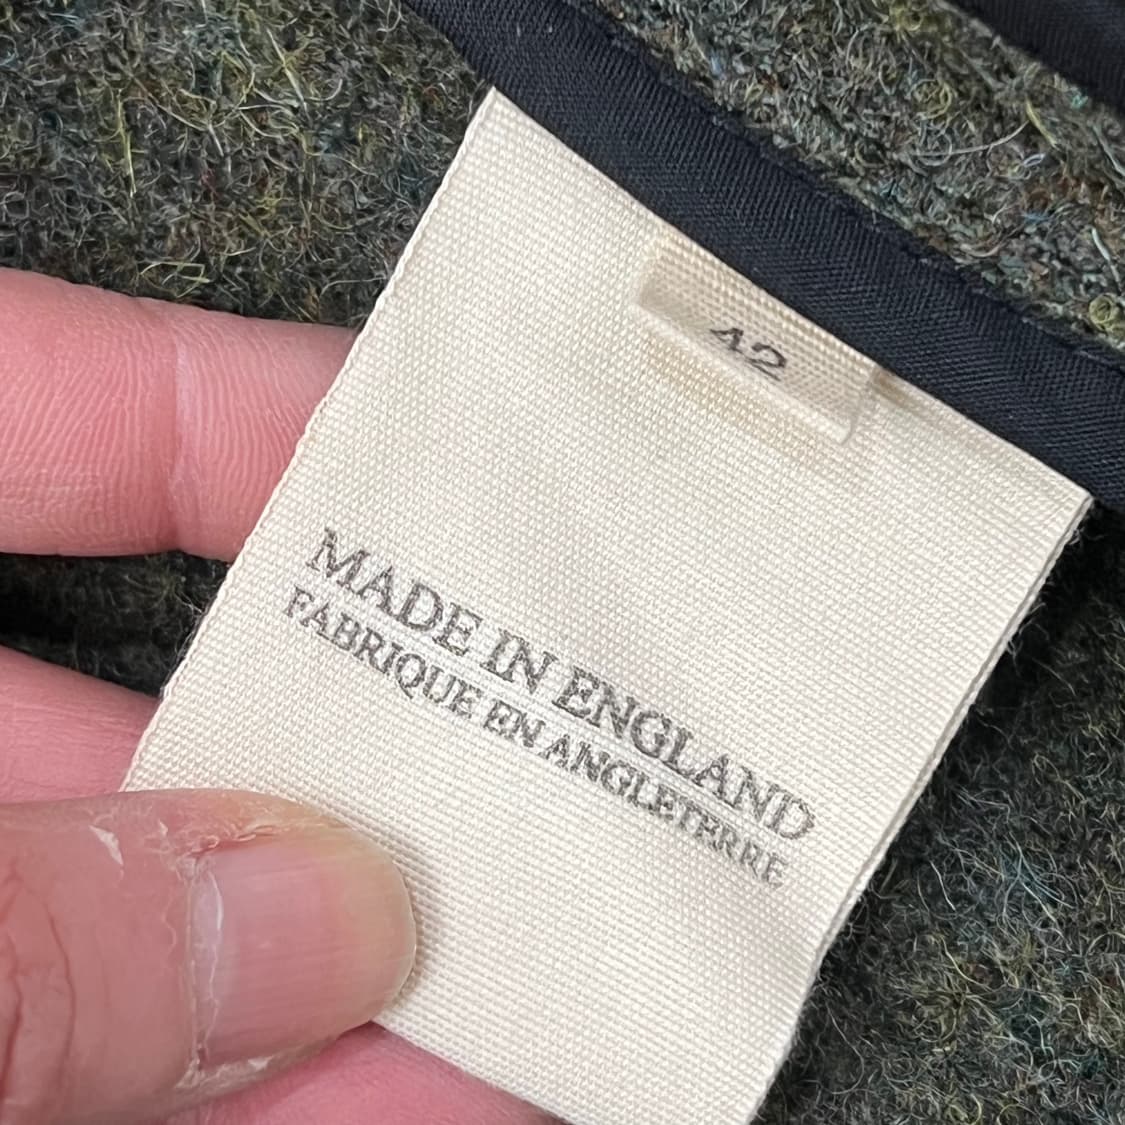 42
MADE IN ENGLAND
FABRIQUE EN ANGLETERRE